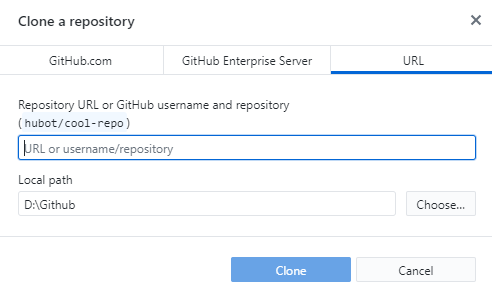 Clone a repository
GitHub.com GitHub Enterprise Server URL
Repository URL or GitHub username and repository
(hubot/cool-repo)
URL or username/repository
Local path
D:\Github Choose...
Clone Cancel